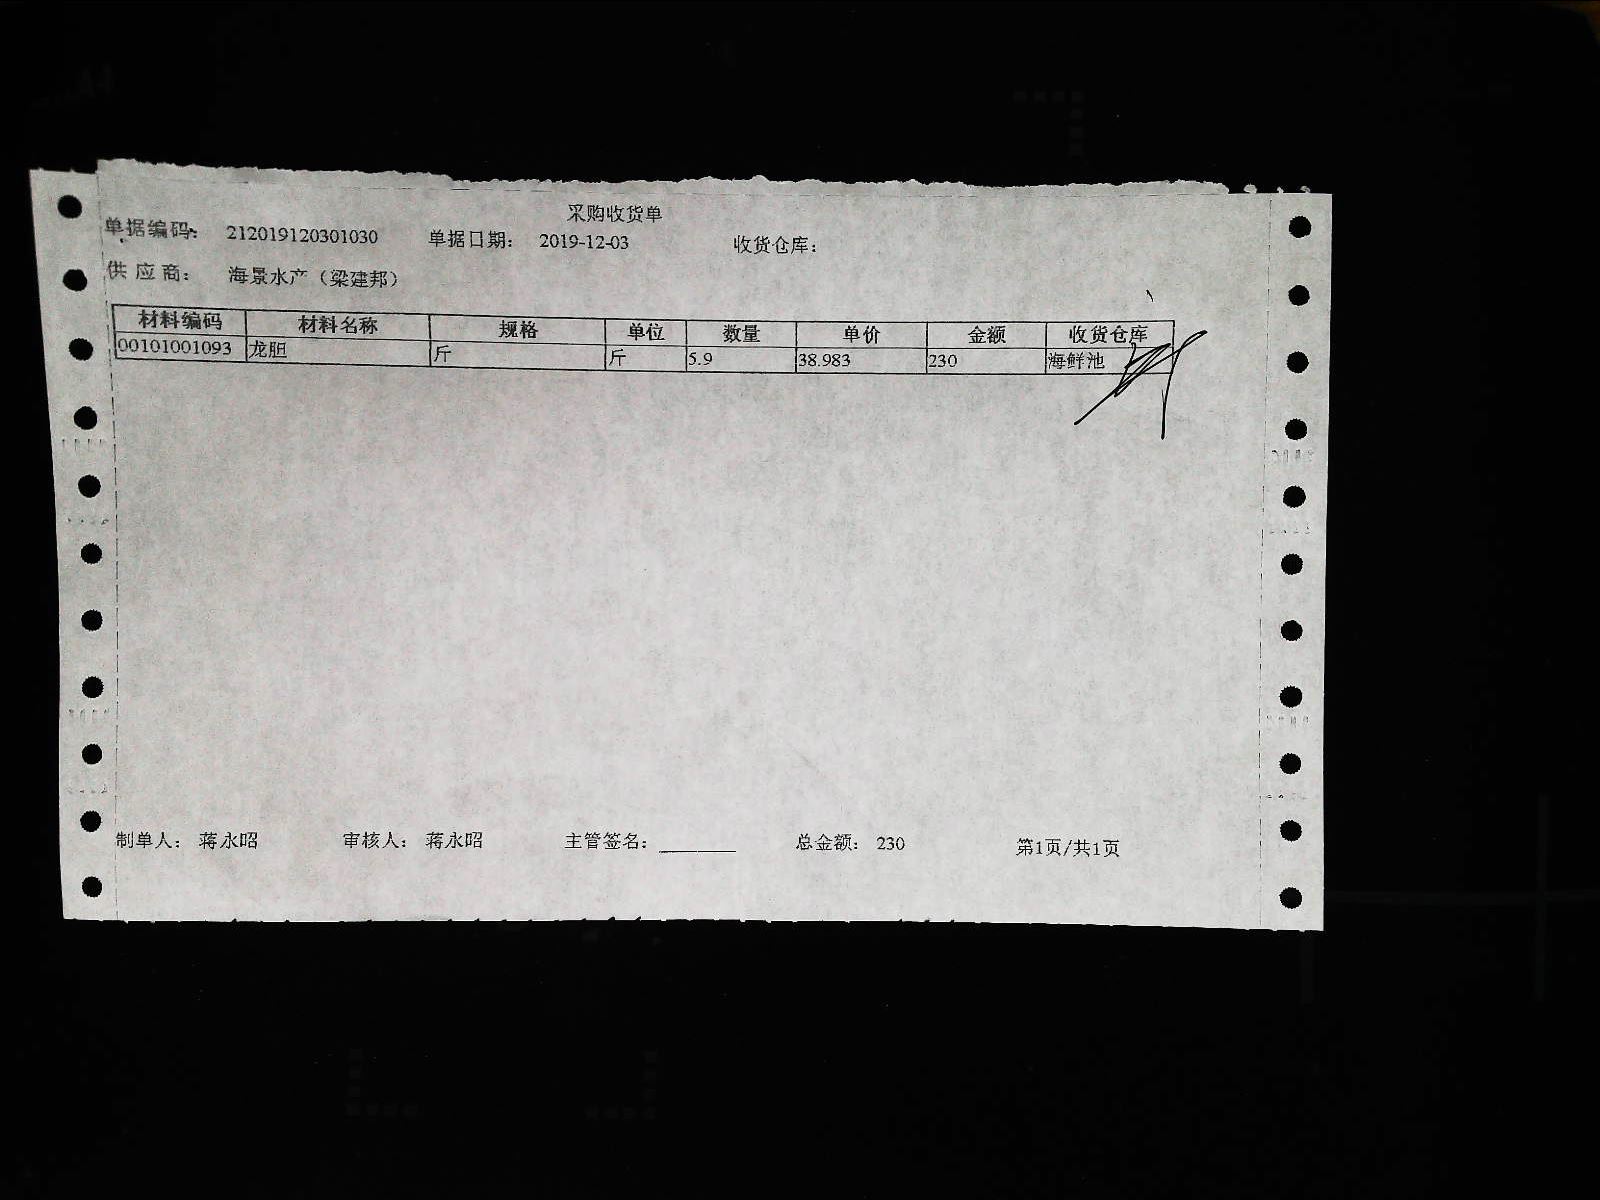 采购收货单
单据编码： 212019120301030 单据日期： 2019-12-03 收货仓库：
供应商： 海景水产（梁建邦）
材料编码 材料名称 规格 单位 数量 单价 金额 收货仓库
00101001093 龙胆 斤 斤 5.9 38.983 230 海鲜池
制单人： 蒋永昭 审核人： 蒋永昭 主管签名： 总金额： 230 第1页/共1页